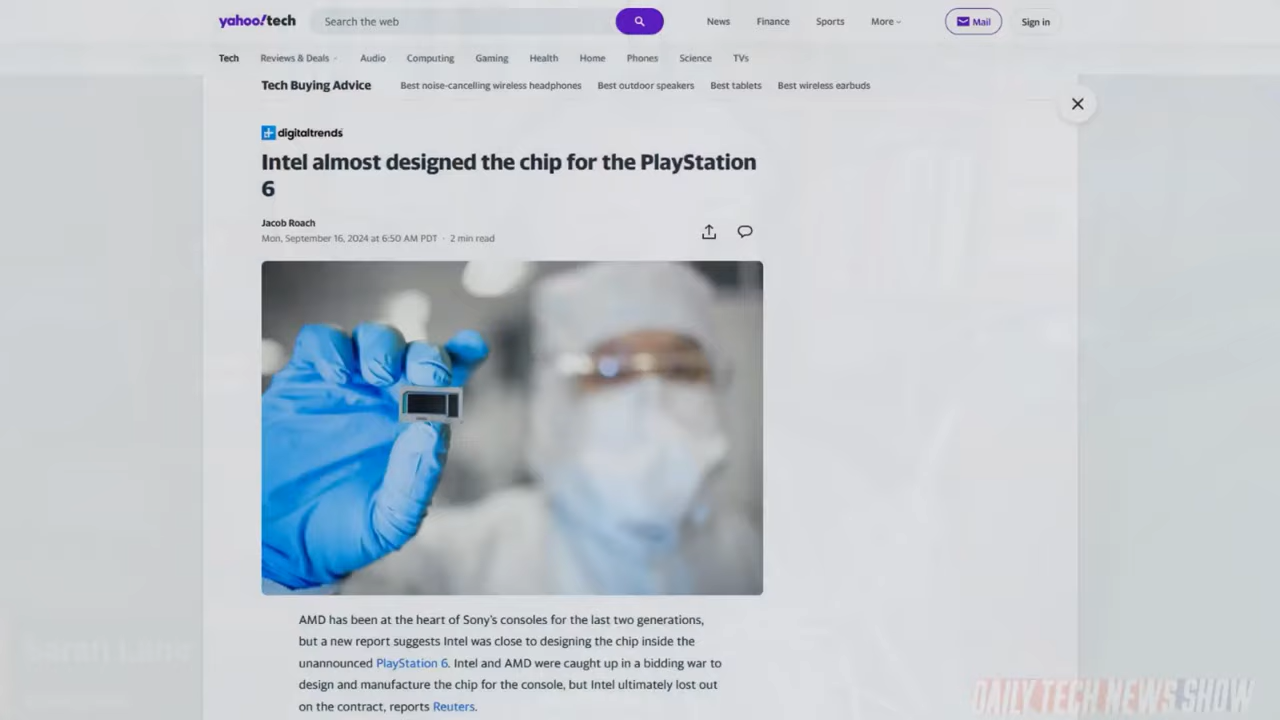 yahoo!tech
Search the web
News Finance Sports More Mail Sign in
Tech Reviews & Deals Audio Computing Gaming Health Home Phones Science TVs
Tech Buying Advice Best noise-cancelling wireless headphones Best outdoor speakers Best tablets Best wireless earbuds
digitaltrends
Intel almost designed the chip for the PlayStation
6
Jacob Roach
Mon, September 16, 2024 at 6:50 AM PDT · 2 min read
AMD has been at the heart of Sony's consoles for the last two generations,
but a new report suggests Intel was close to designing the chip inside the
unannounced PlayStation 6. Intel and AMD were caught up in a bidding war to
design and manufacture the chip for the console, but Intel ultimately lost out
on the contract, reports Reuters.
Sarah Lane
DAILY TECH NEWS SHOW